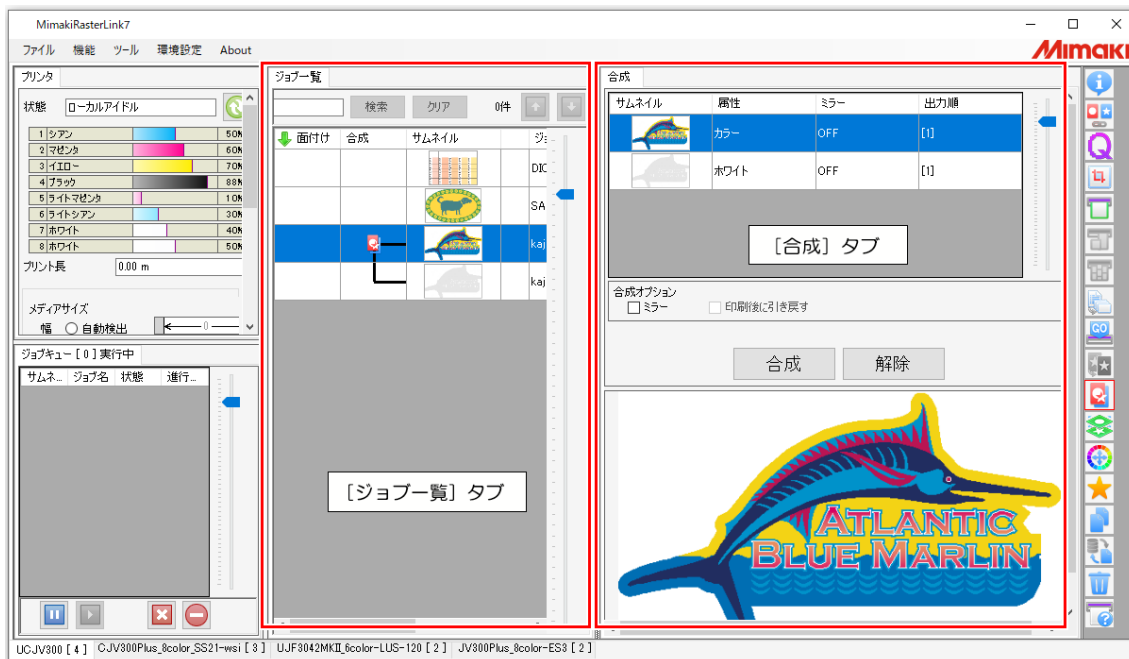 MimakiRasterLink7
ファイル 機能 ツール 環境設定 About
Mimaki
プリンタ
状態 ローカルアイドル
1 シアン 50%
2 マゼンタ 60%
3 イエロー 70%
4 ブラック 88%
5 ライトマゼンタ 10%
6 ライトシアン 30%
7 ホワイト 40%
8 ホワイト 50%
プリント長 0.00 m
メディアサイズ
幅 自動検出 0
ジョブキュー [ 0 ] 実行中
サムネ... ジョブ名 状態 進行...
ジョブ一覧
検索 クリア 0件
面付け 合成 サムネイル ジョ
DIC
SA
kaj
kaj
[ジョブ一覧] タブ
合成
サムネイル 属性 ミラー 出力順
カラー OFF [1]
ホワイト OFF [1]
[合成] タブ
合成オプション
ミラー 印刷後に引き戻す
合成 解除
ATLANTIC
BLUE MARLIN
Q
GO
UCJV300 [ 4 ] CJV300Plus_8color_SS21-wsi [ 3 ] UJF3042MKII_6color-LUS-120 [ 2 ] JV300Plus_8color-ES3 [ 2 ]